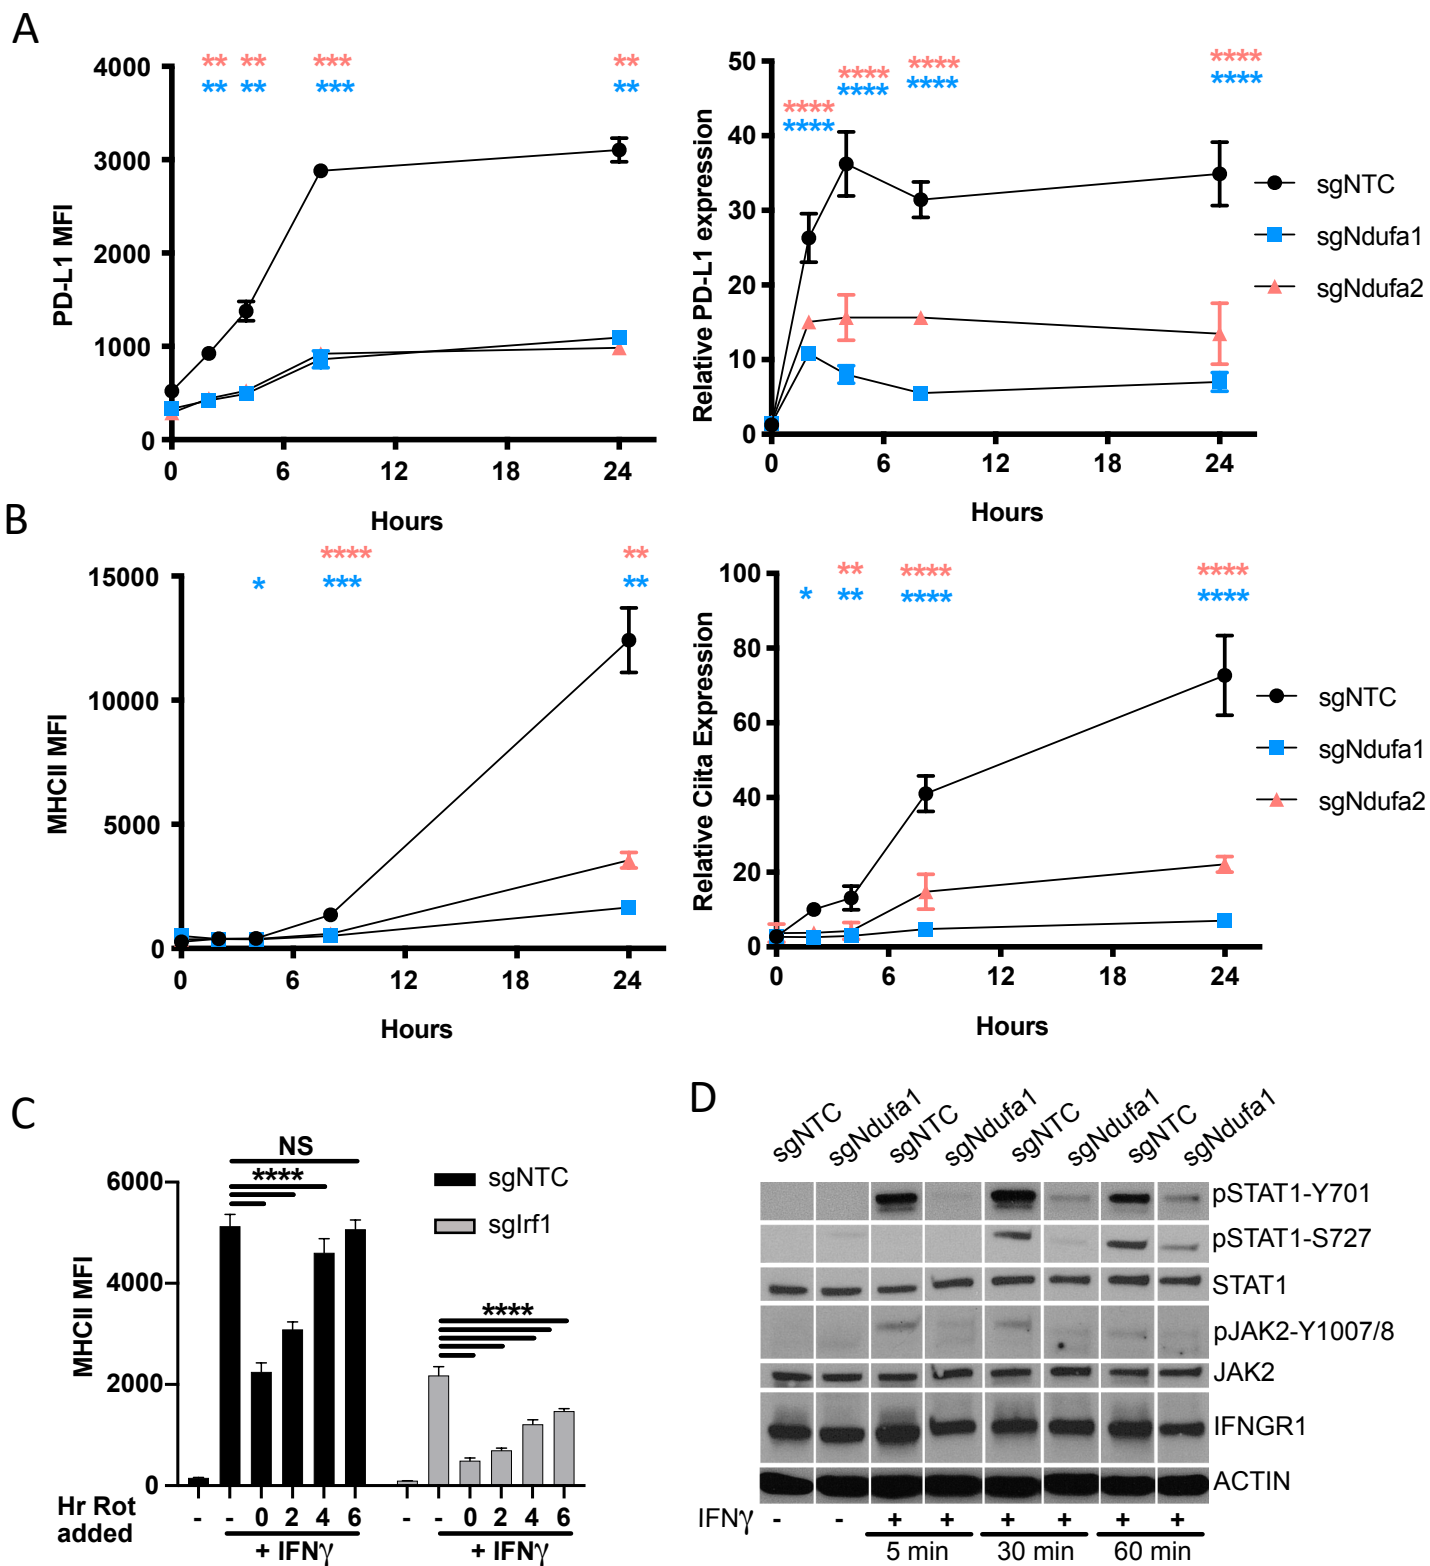 A
** ** *** **
** ** *** **
4000
3000
2000
1000
0
PD-L1 MFI
0 6 12 18 24
Hours
**** **** **** ****
**** **** **** ****
50
40
30
20
10
0
Relative PD-L1 expression
0 6 12 18 24
Hours
sgNTC
sgNdufa1
sgNdufa2
B
**** **
* *** **
15000
10000
5000
0
MHCII MFI
0 6 12 18 24
Hours
** **** ****
* ** **** ****
100
80
60
40
20
0
Relative Ciita Expression
0 6 12 18 24
Hours
sgNTC
sgNdufa1
sgNdufa2
C
NS
****
****
sgNTC
sgIrf1
6000
4000
2000
0
MHCII MFI
Hr Rot added
- - 0 2 4 6 - - 0 2 4 6
+ IFNγ + IFNγ
D
sgNTC sgNdufa1 sgNTC sgNdufa1 sgNTC sgNdufa1 sgNTC sgNdufa1
pSTAT1-Y701
pSTAT1-S727
STAT1
pJAK2-Y1007/8
JAK2
IFNGR1
ACTIN
IFNγ - - + + + + + +
5 min 30 min 60 min